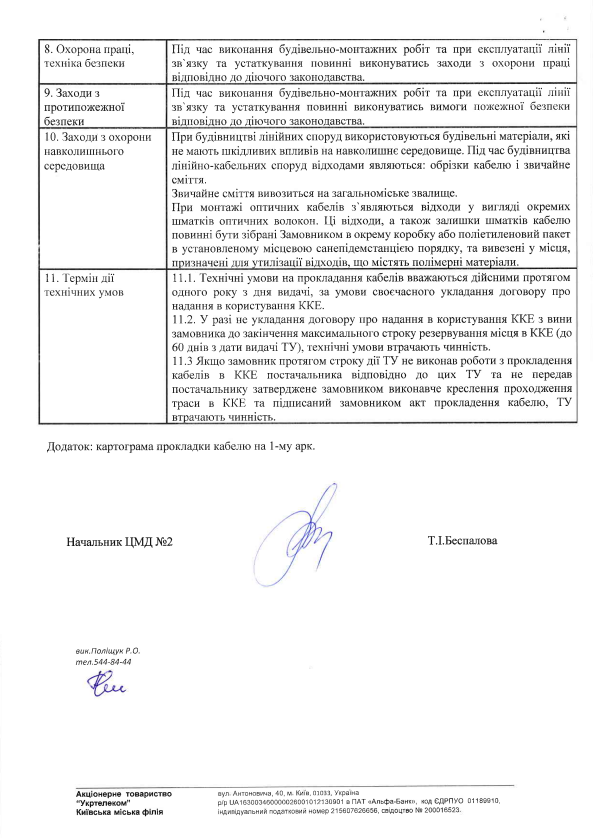 8. Охорона праці,
техніка безпеки
Під час виконання будівельно-монтажних робіт та при експлуатації лінії
зв`язку та устаткування повинні виконуватись заходи з охорони праці
відповідно до діючого законодавства.
9. Заходи з
протипожежної
безпеки
Під час виконання будівельно-монтажних робіт та при експлуатації лінії
зв`язку та устаткування повинні виконуватись вимоги пожежної безпеки
відповідно до діючого законодавства.
10. Заходи з охорони
навколишнього
середовища
При будівництві лінійних споруд використовуються будівельні матеріали, які
не мають шкідливих впливів на навколишнє середовище. Під час будівництва
лінійно-кабельних споруд відходами являються: обрізки кабелю і звичайне
сміття.
Звичайне сміття вивозиться на загальноміське звалище.
При монтажі оптичних кабелів з`являються відходи у вигляді окремих
шматків оптичних волокон. Ці відходи, а також залишки шматків кабелю
повинні бути зібрані Замовником в окрему коробку або поліетиленовий пакет
в установленому місцевою санепідемстанцією порядку, та вивезені у місця,
призначені для утилізації відходів, що містять полімерні матеріали.
11. Термін дії
технічних умов
11.1. Технічні умови на прокладання кабелів вважаються дійсними протягом
одного року з дня видачі, за умови своєчасного укладання договору про
надання в користування ККЕ.
11.2. У разі не укладання договору про надання в користування ККЕ з вини
замовника до закінчення максимального строку резервування місця в ККЕ (до
60 днів з дати видачі ТУ), технічні умови втрачають чинність.
11.3 Якщо замовник протягом строку дії ТУ не виконав роботи з прокладення
кабелів в ККЕ постачальника відповідно до цих ТУ та не передав
постачальнику затверджене замовником виконавче креслення проходження
траси в ККЕ та підписаний замовником акт прокладення кабелю, ТУ
втрачають чинність.
Додаток: картограма прокладки кабелю на 1-му арк.
Начальник ЦМД №2
Т.І.Беспалова
вик.Поліщук Р.О.
тел.544-84-44
Акціонерне товариство
"Укртелеком"
Київська міська філія
вул. Антоновича, 40, м. Київ, 01033, Україна
р/р UA163003460000026001012130901 в ПАТ «Альфа-Банк», код ЄДРПУО 01189910,
індивідуальний податковий номер 215607626656, свідоцтво № 200016523.